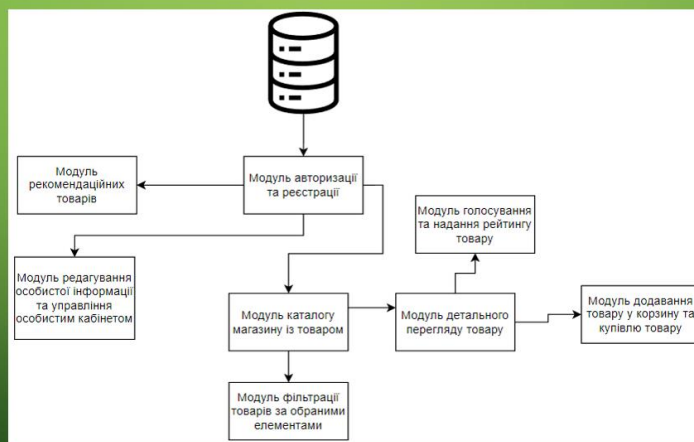 Модуль
рекомендаційних
товарів
Модуль авторизації
та реєстрації
Модуль голосування
та надання рейтингу
товару
Модуль редагування
особистої інформації
та управління
особистим кабінетом
Модуль каталогу
магазину із товаром
Модуль детального
перегляду товару
Модуль додавання
товару у корзину та
купівлю товару
Модуль фільтрації
товарів за обраними
елементами